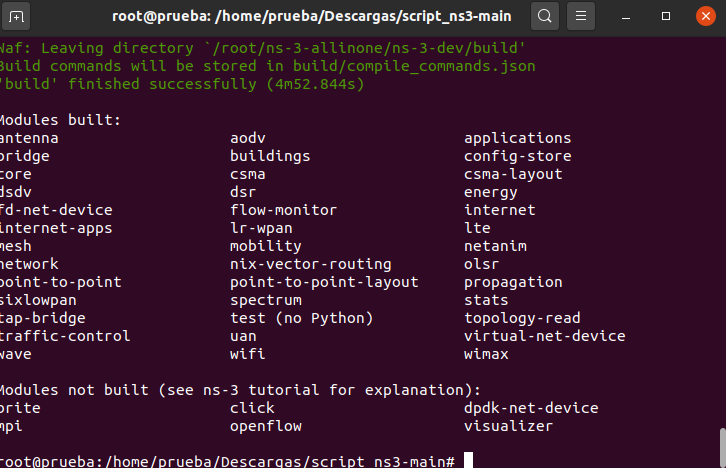 root@prueba: /home/prueba/Descargas/script_ns3-main
Waf: Leaving directory `/root/ns-3-allinone/ns-3-dev/build'
Build commands will be stored in build/compile_commands.json
'build' finished successfully (4m52.844s)
Modules built:
antenna aodv applications
bridge buildings config-store
core csma csma-layout
dsdv dsr energy
fd-net-device flow-monitor internet
internet-apps lr-wpan lte
mesh mobility netanim
network nix-vector-routing olsr
point-to-point point-to-point-layout propagation
sixlowpan spectrum stats
tap-bridge test (no Python) topology-read
traffic-control uan virtual-net-device
wave wifi wimax
Modules not built (see ns-3 tutorial for explanation):
brite click dpdk-net-device
mpi openflow visualizer
root@prueba:/home/prueba/Descargas/script_ns3-main#